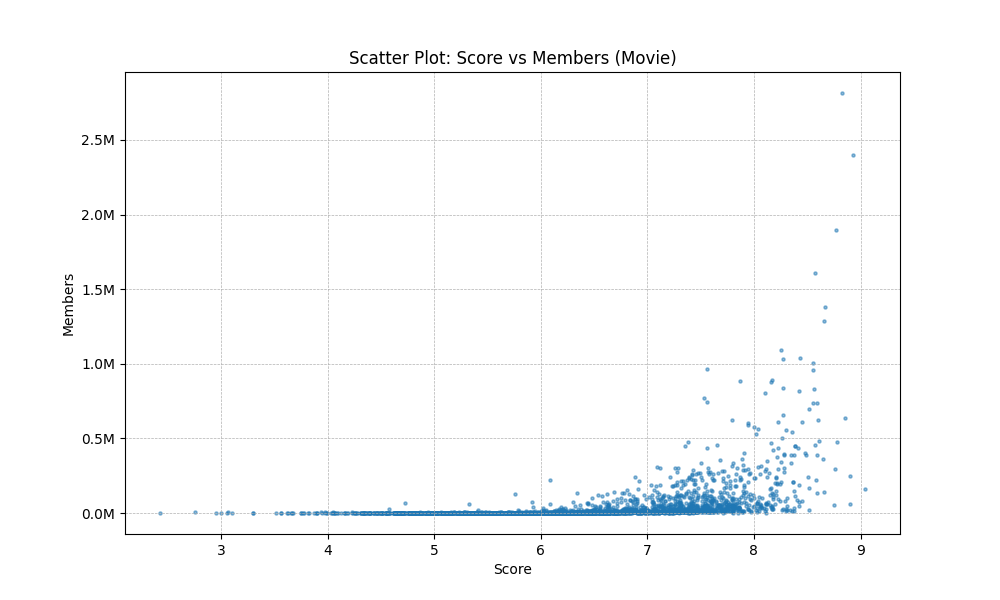 Scatter Plot: Score vs Members (Movie)
2.5M
2.0M
1.5M
1.0M
0.5M
0.0M
Members
3 4 5 6 7 8 9
Score